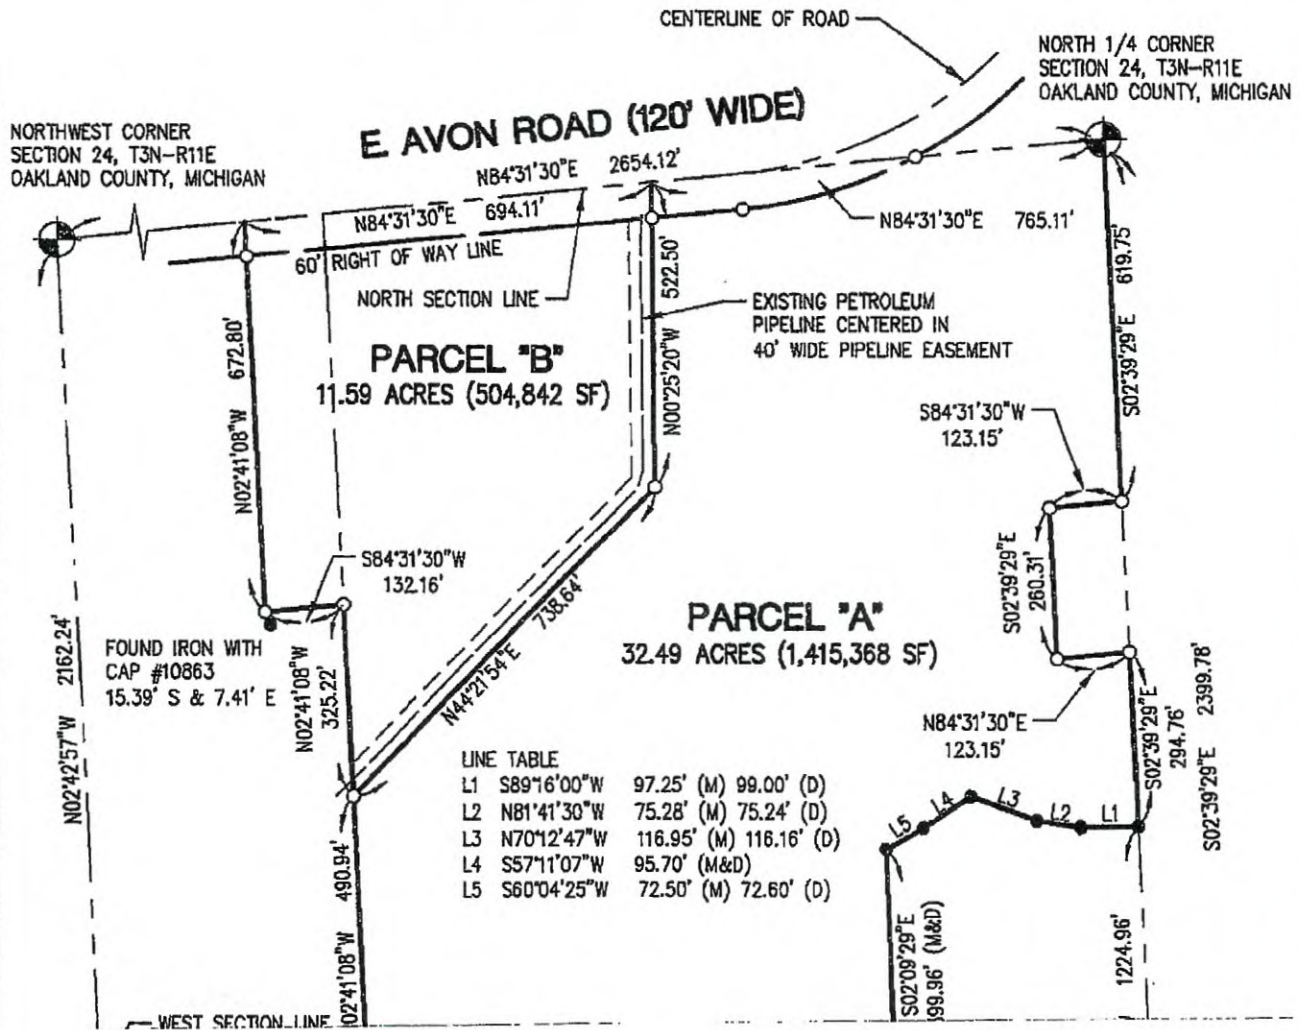 CENTERLINE OF ROAD
NORTH 1/4 CORNER
SECTION 24, T3N-R11E
OAKLAND COUNTY, MICHIGAN
NORTHWEST CORNER
SECTION 24, T3N-R11E
OAKLAND COUNTY, MICHIGAN
E. AVON ROAD (120' WIDE)
N84°31'30"E 2654.12'
N84°31'30"E 694.11'
N84°31'30"E 765.11'
60' RIGHT OF WAY LINE
NORTH SECTION LINE
EXISTING PETROLEUM
PIPELINE CENTERED IN
40' WIDE PIPELINE EASEMENT
PARCEL "B"
11.59 ACRES (504,842 SF)
N02°41'08"W 672.80'
N00°25'20"W 522.50'
S02°39'29"E 619.75'
S84°31'30"W
123.15'
S02°39'29"E
260.31'
S84°31'30"W
132.16'
PARCEL "A"
32.49 ACRES (1,415,368 SF)
FOUND IRON WITH
CAP #10863
15.39' S & 7.41' E
N02°41'08"W
325.22'
N44°21'54"E 738.64'
N84°31'30"E
123.15'
S02°39'29"E
294.76'
S02°39'29"E 2399.78'
N02°42'57"W 2162.24'
LINE TABLE
L1 S89°16'00"W 97.25' (M) 99.00' (D)
L2 N81°41'30"W 75.28' (M) 75.24' (D)
L3 N70°12'47"W 116.95' (M) 116.16' (D)
L4 S57°11'07"W 95.70' (M&D)
L5 S60°04'25"W 72.50' (M) 72.60' (D)
L5 L4 L3 L2 L1
490.94'
02°41'08"W
S02°09'29"E
99.96' (M&D)
1224.96'
WEST SECTION LINE